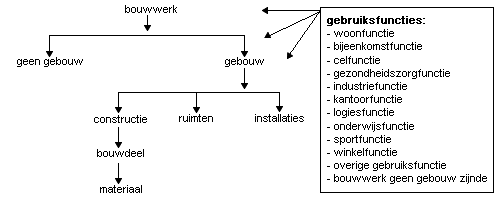 bouwwerk
geen gebouw
gebouw
constructie
ruimten
installaties
bouwdeel
materiaal
gebruiksfuncties:
- woonfunctie
- bijeenkomstfunctie
- celfunctie
- gezondheidszorgfunctie
- industriefunctie
- kantoorfunctie
- logiesfunctie
- onderwijsfunctie
- sportfunctie
- winkelfunctie
- overige gebruiksfunctie
- bouwwerk geen gebouw zijnde